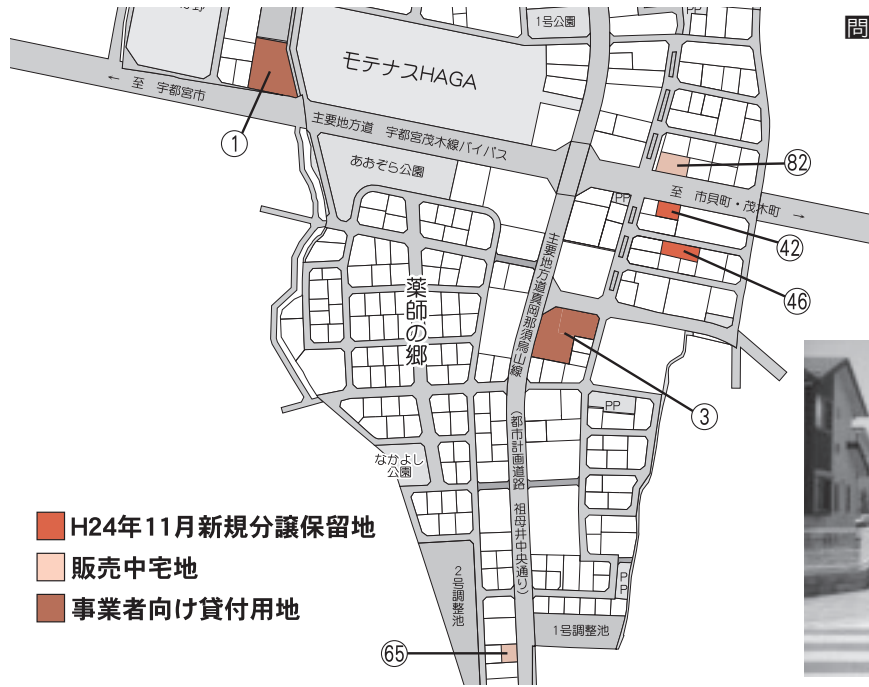 1号公園
PP
問
モテナスHAGA
← 至 宇都宮市
①
主要地方道 宇都宮茂木線バイパス
あおぞら公園
82
至 市貝町・茂木町 →
PP
42
46
主要地方道真岡那須烏山線
薬師の郷
③
PP
(都市計画道路 祖母井中央通り)
なかよし
公園
H24年11月新規分譲保留地
販売中宅地
事業者向け貸付用地
2号調整池
PP
1号調整池
65